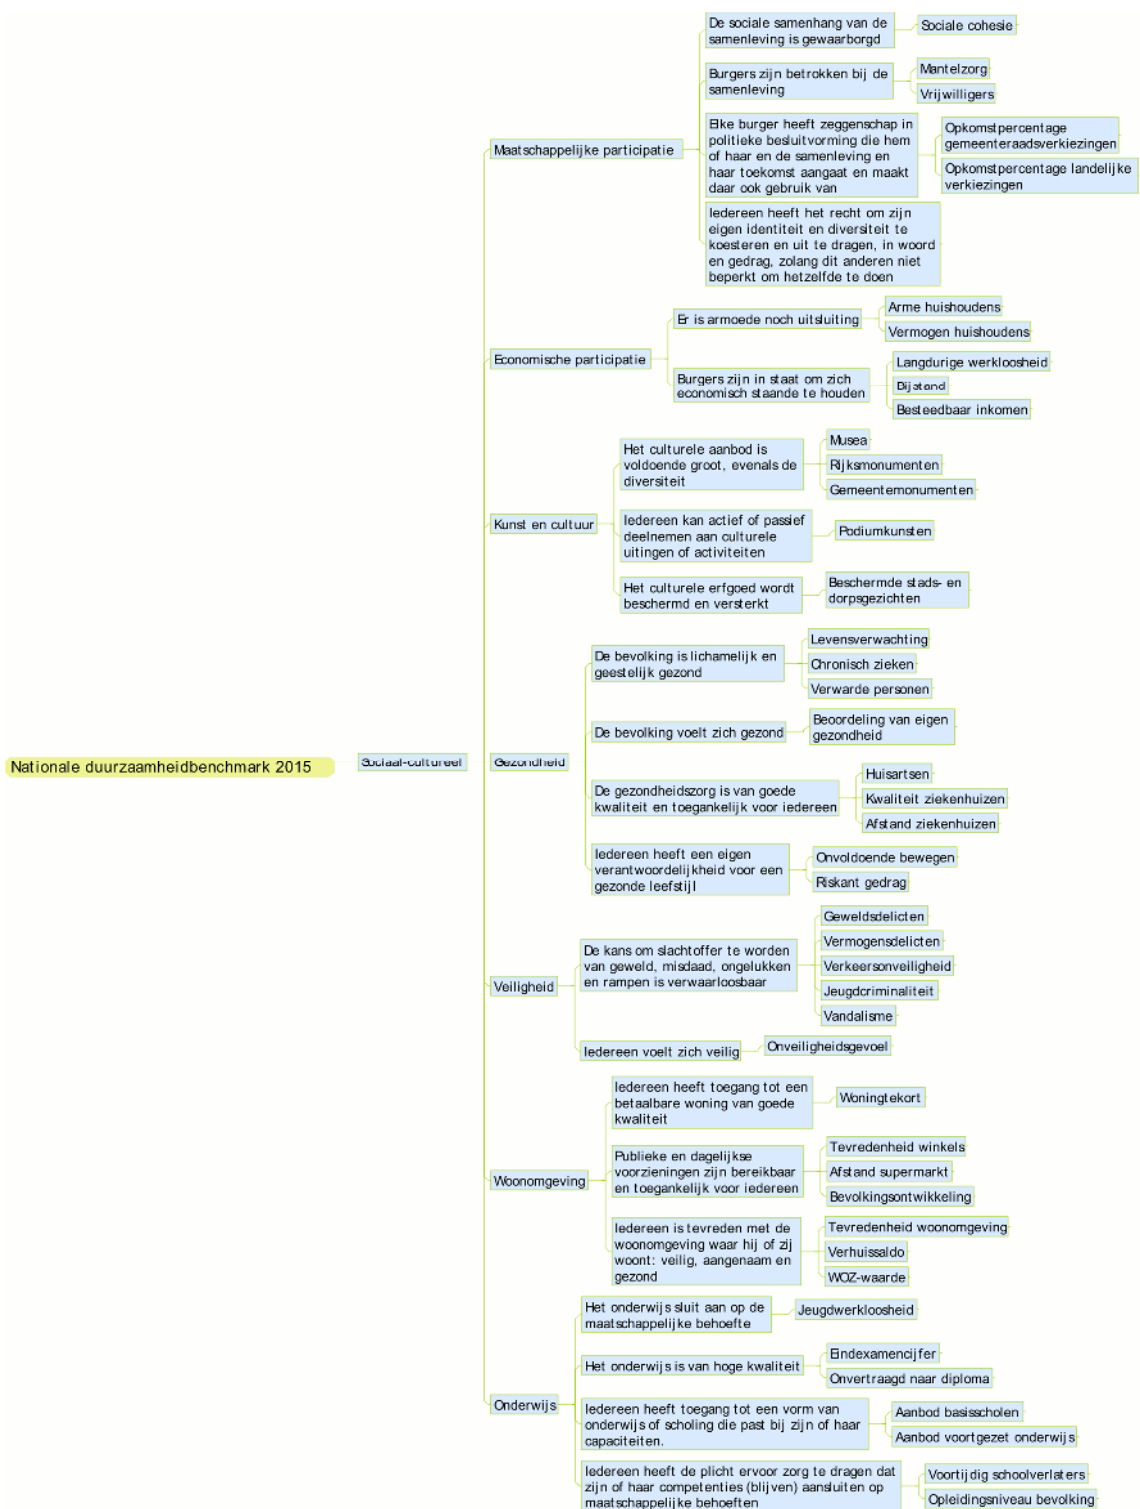 Nationale duurzaamheidbenchmark 2015
Sociaal-cultureel
Maatschappelijke participatie
De sociale samenhang van de
samenleving is gewaarborgd
Sociale cohesie
Burgers zijn betrokken bij de
samenleving
Mantelzorg
Vrijwilligers
Elke burger heeft zeggenschap in
politieke besluitvorming die hem
of haar en de samenleving en
haar toekomst aangaat en maakt
daar ook gebruik van
Opkomstpercentage
gemeenteraadsverkiezingen
Opkomstpercentage landelijke
verkiezingen
Iedereen heeft het recht om zijn
eigen identiteit en diversiteit te
koesteren en uit te dragen, in woord
en gedrag, zolang dit anderen niet
beperkt om hetzelfde te doen
Economische participatie
Er is armoede noch uitsluiting
Arme huishoudens
Vermogen huishoudens
Burgers zijn in staat om zich
economisch staande te houden
Langdurige werkloosheid
Bijstand
Besteedbaar inkomen
Kunst en cultuur
Het culturele aanbod is
voldoende groot, evenals de
diversiteit
Musea
Rijksmonumenten
Gemeentemonumenten
Iedereen kan actief of passief
deelnemen aan culturele
uitingen of activiteiten
Podiumkunsten
Het culturele erfgoed wordt
beschermd en versterkt
Beschermde stads- en
dorpsgezichten
Gezondheid
De bevolking is lichamelijk en
geestelijk gezond
Levensverwachting
Chronisch zieken
Verwarde personen
De bevolking voelt zich gezond
Beoordeling van eigen
gezondheid
De gezondheidszorg is van goede
kwaliteit en toegankelijk voor iedereen
Huisartsen
Kwaliteit ziekenhuizen
Afstand ziekenhuizen
Iedereen heeft een eigen
verantwoordelijkheid voor een
gezonde leefstijl
Onvoldoende bewegen
Riskant gedrag
Veiligheid
De kans om slachtoffer te worden
van geweld, misdaad, ongelukken
en rampen is verwaarloosbaar
Geweldsdelicten
Vermogensdelicten
Verkeersonveiligheid
Jeugdcriminaliteit
Vandalisme
Iedereen voelt zich veilig
Onveiligheidsgevoel
Woonomgeving
Iedereen heeft toegang tot een
betaalbare woning van goede
kwaliteit
Woningtekort
Publieke en dagelijkse
voorzieningen zijn bereikbaar
en toegankelijk voor iedereen
Tevredenheid winkels
Afstand supermarkt
Bevolkingsontwikkeling
Iedereen is tevreden met de
woonomgeving waar hij of zij
woont: veilig, aangenaam en
gezond
Tevredenheid woonomgeving
Verhuissaldo
WOZ-waarde
Onderwijs
Het onderwijs sluit aan op de
maatschappelijke behoefte
Jeugdwerkloosheid
Het onderwijs is van hoge kwaliteit
Eindexamencijfer
Onvertraagd naar diploma
Iedereen heeft toegang tot een vorm van
onderwijs of scholing die past bij zijn of haar
capaciteiten.
Aanbod basisscholen
Aanbod voortgezet onderwijs
Iedereen heeft de plicht ervoor zorg te dragen dat
zijn of haar competenties (blijven) aansluiten op
maatschappelijke behoeften
Voortijdig schoolverlaters
Opleidingsniveau bevolking